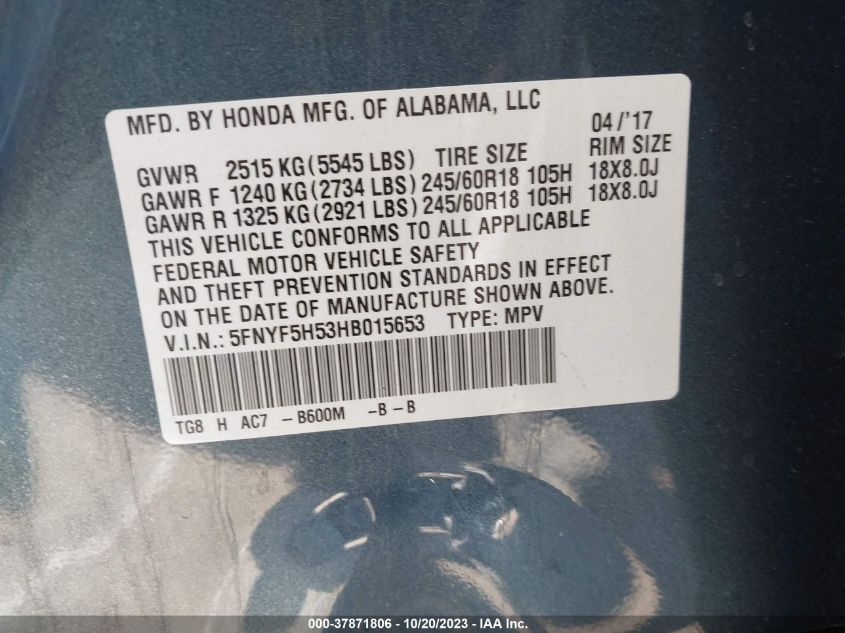 MFD. BY HONDA MFG. OF ALABAMA, LLC
04/'17
GVWR 2515 KG(5545 LBS) TIRE SIZE RIM SIZE
GAWR F 1240 KG(2734 LBS) 245/60R18 105H 18X8.0J
GAWR R 1325 KG(2921 LBS) 245/60R18 105H 18X8.0J
THIS VEHICLE CONFORMS TO ALL APPLICABLE
FEDERAL MOTOR VEHICLE SAFETY
AND THEFT PREVENTION STANDARDS IN EFFECT
ON THE DATE OF MANUFACTURE SHOWN ABOVE.
V.I.N.: 5FNYF5H53HB015653 TYPE: MPV
TG8 H AC7 -B600M -B-B
000-37871806 - 10/20/2023 - IAA Inc.